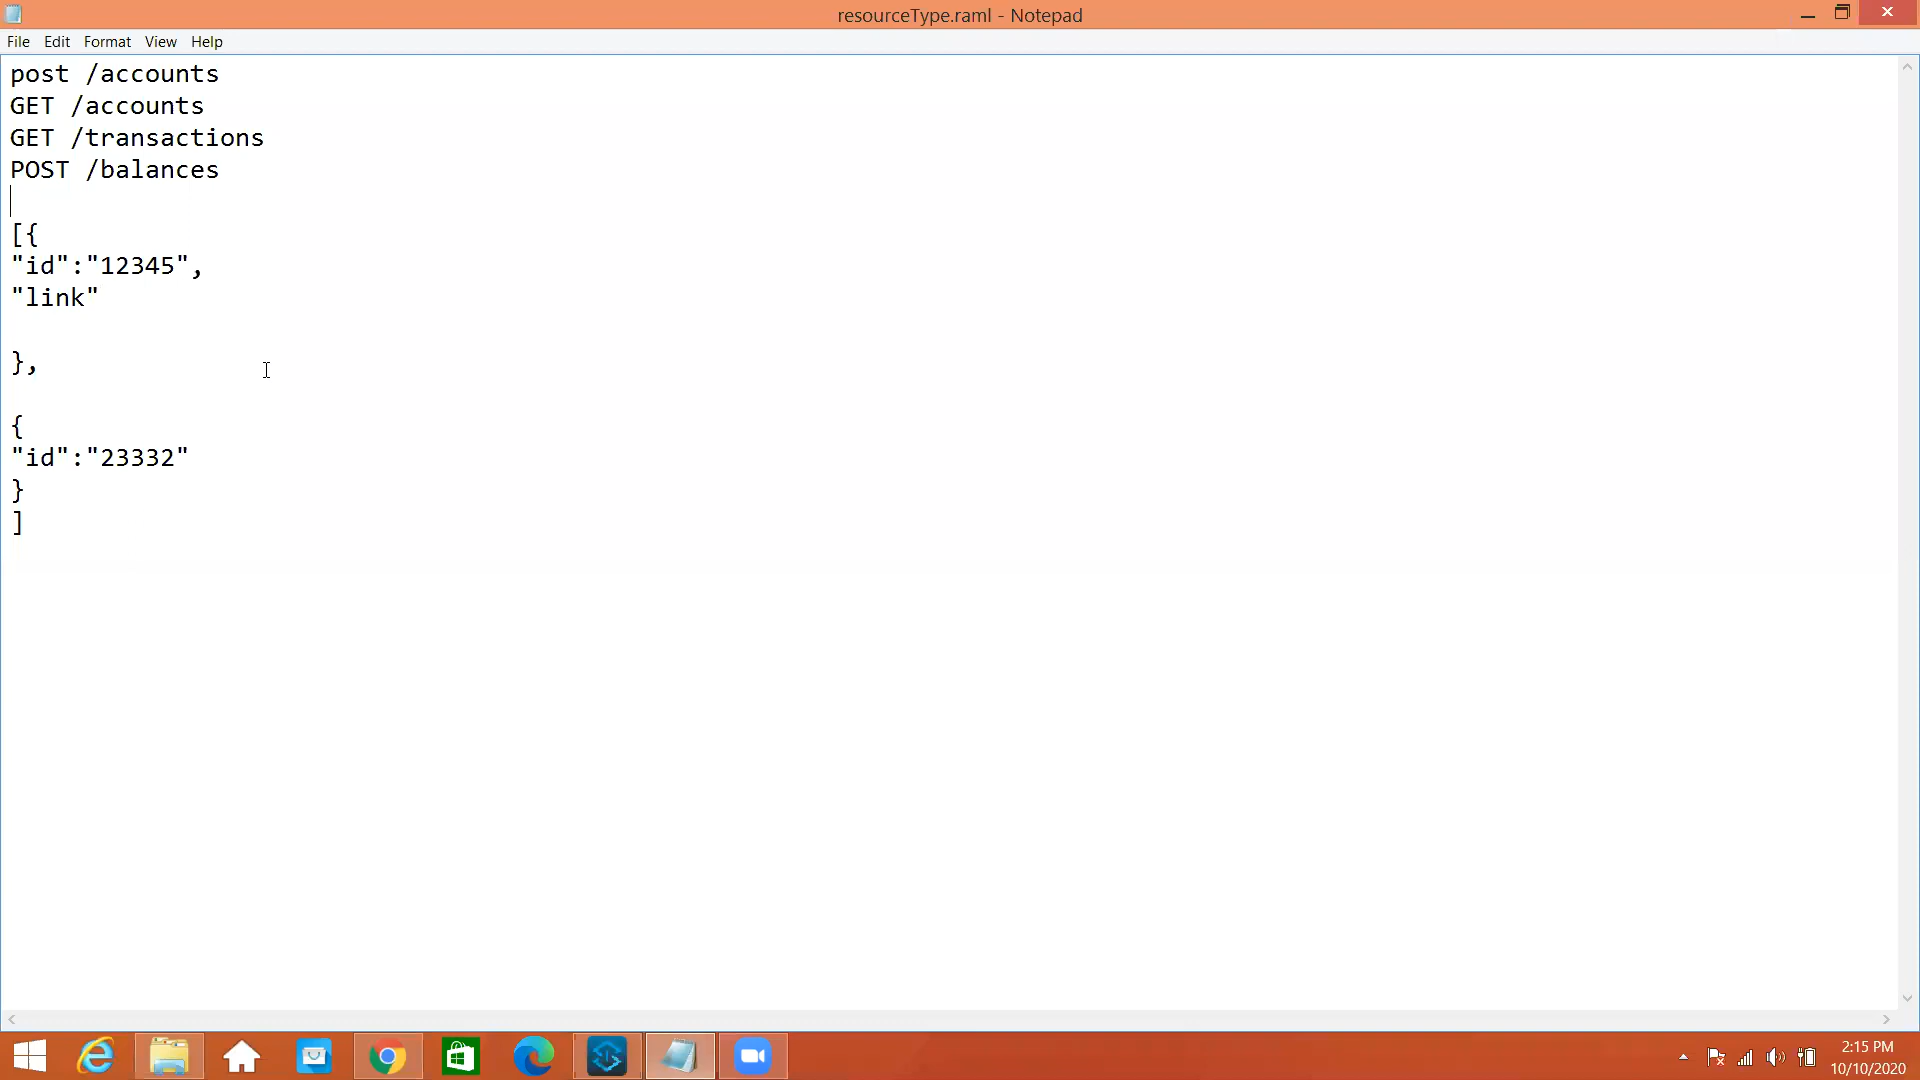 resourceType.raml - Notepad
File Edit Format View Help
post /accounts
GET /accounts
GET /transactions
POST /balances
[{
"id":"12345",
"link"
},
{
"id":"23332"
}
]
2:15 PM
10/10/2020